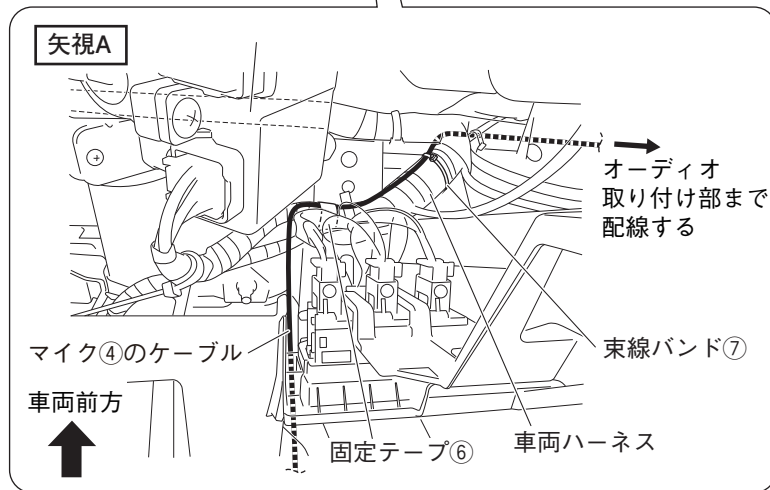 矢視A
オーディオ
取り付け部まで
配線する
マイク④のケーブル
束線バンド⑦
車両前方
固定テープ⑥
車両ハーネス